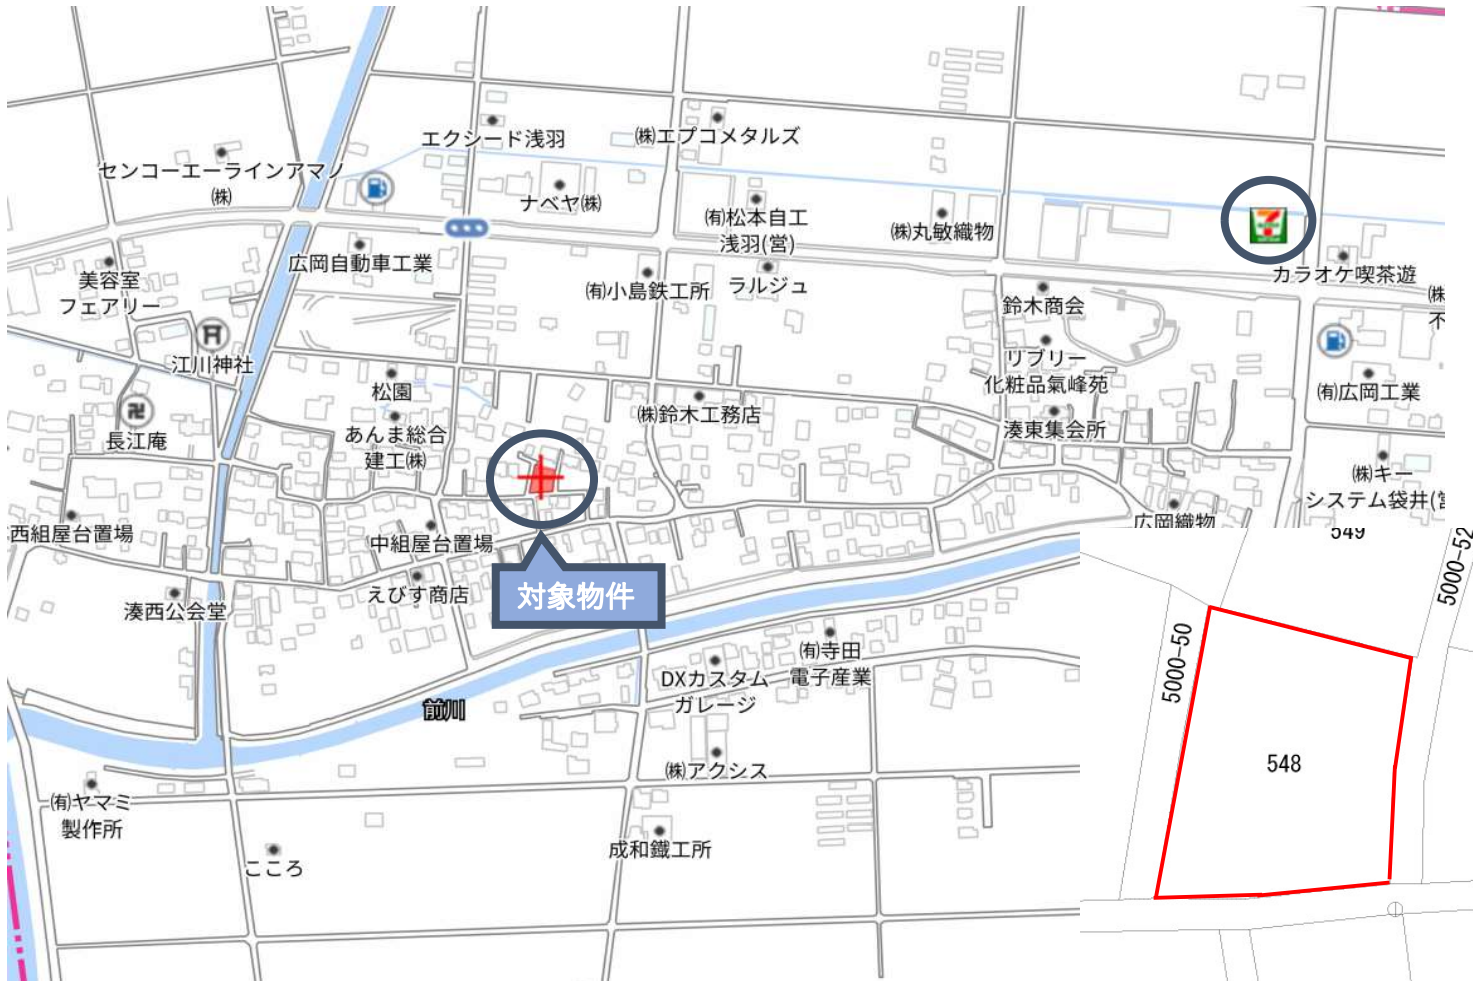 エクシード浅羽
㈱エプコメタルズ
センコーエーラインアマノ
㈱
ナベヤ㈱
㈲松本自工
浅羽(営)
㈱丸敏織物
カラオケ喫茶遊
広岡自動車工業
美容室
フェアリー
㈲小島鉄工所
ラルジュ
鈴木商会
㈱
不
江川神社
松園
リブリー
化粧品氣峰苑
㈲広岡工業
長江庵
あんま総合
建工㈱
㈱鈴木工務店
湊東集会所
㈱キー
システム袋井(営
西組屋台置場
中組屋台置場
広岡織物
対象物件
えびす商店
湊西公会堂
㈲寺田
電子産業
DXカスタム
ガレージ
前川
㈱アクシス
㈲ヤマミ
製作所
こころ
成和鐵工所
549
5000-52
5000-50
548